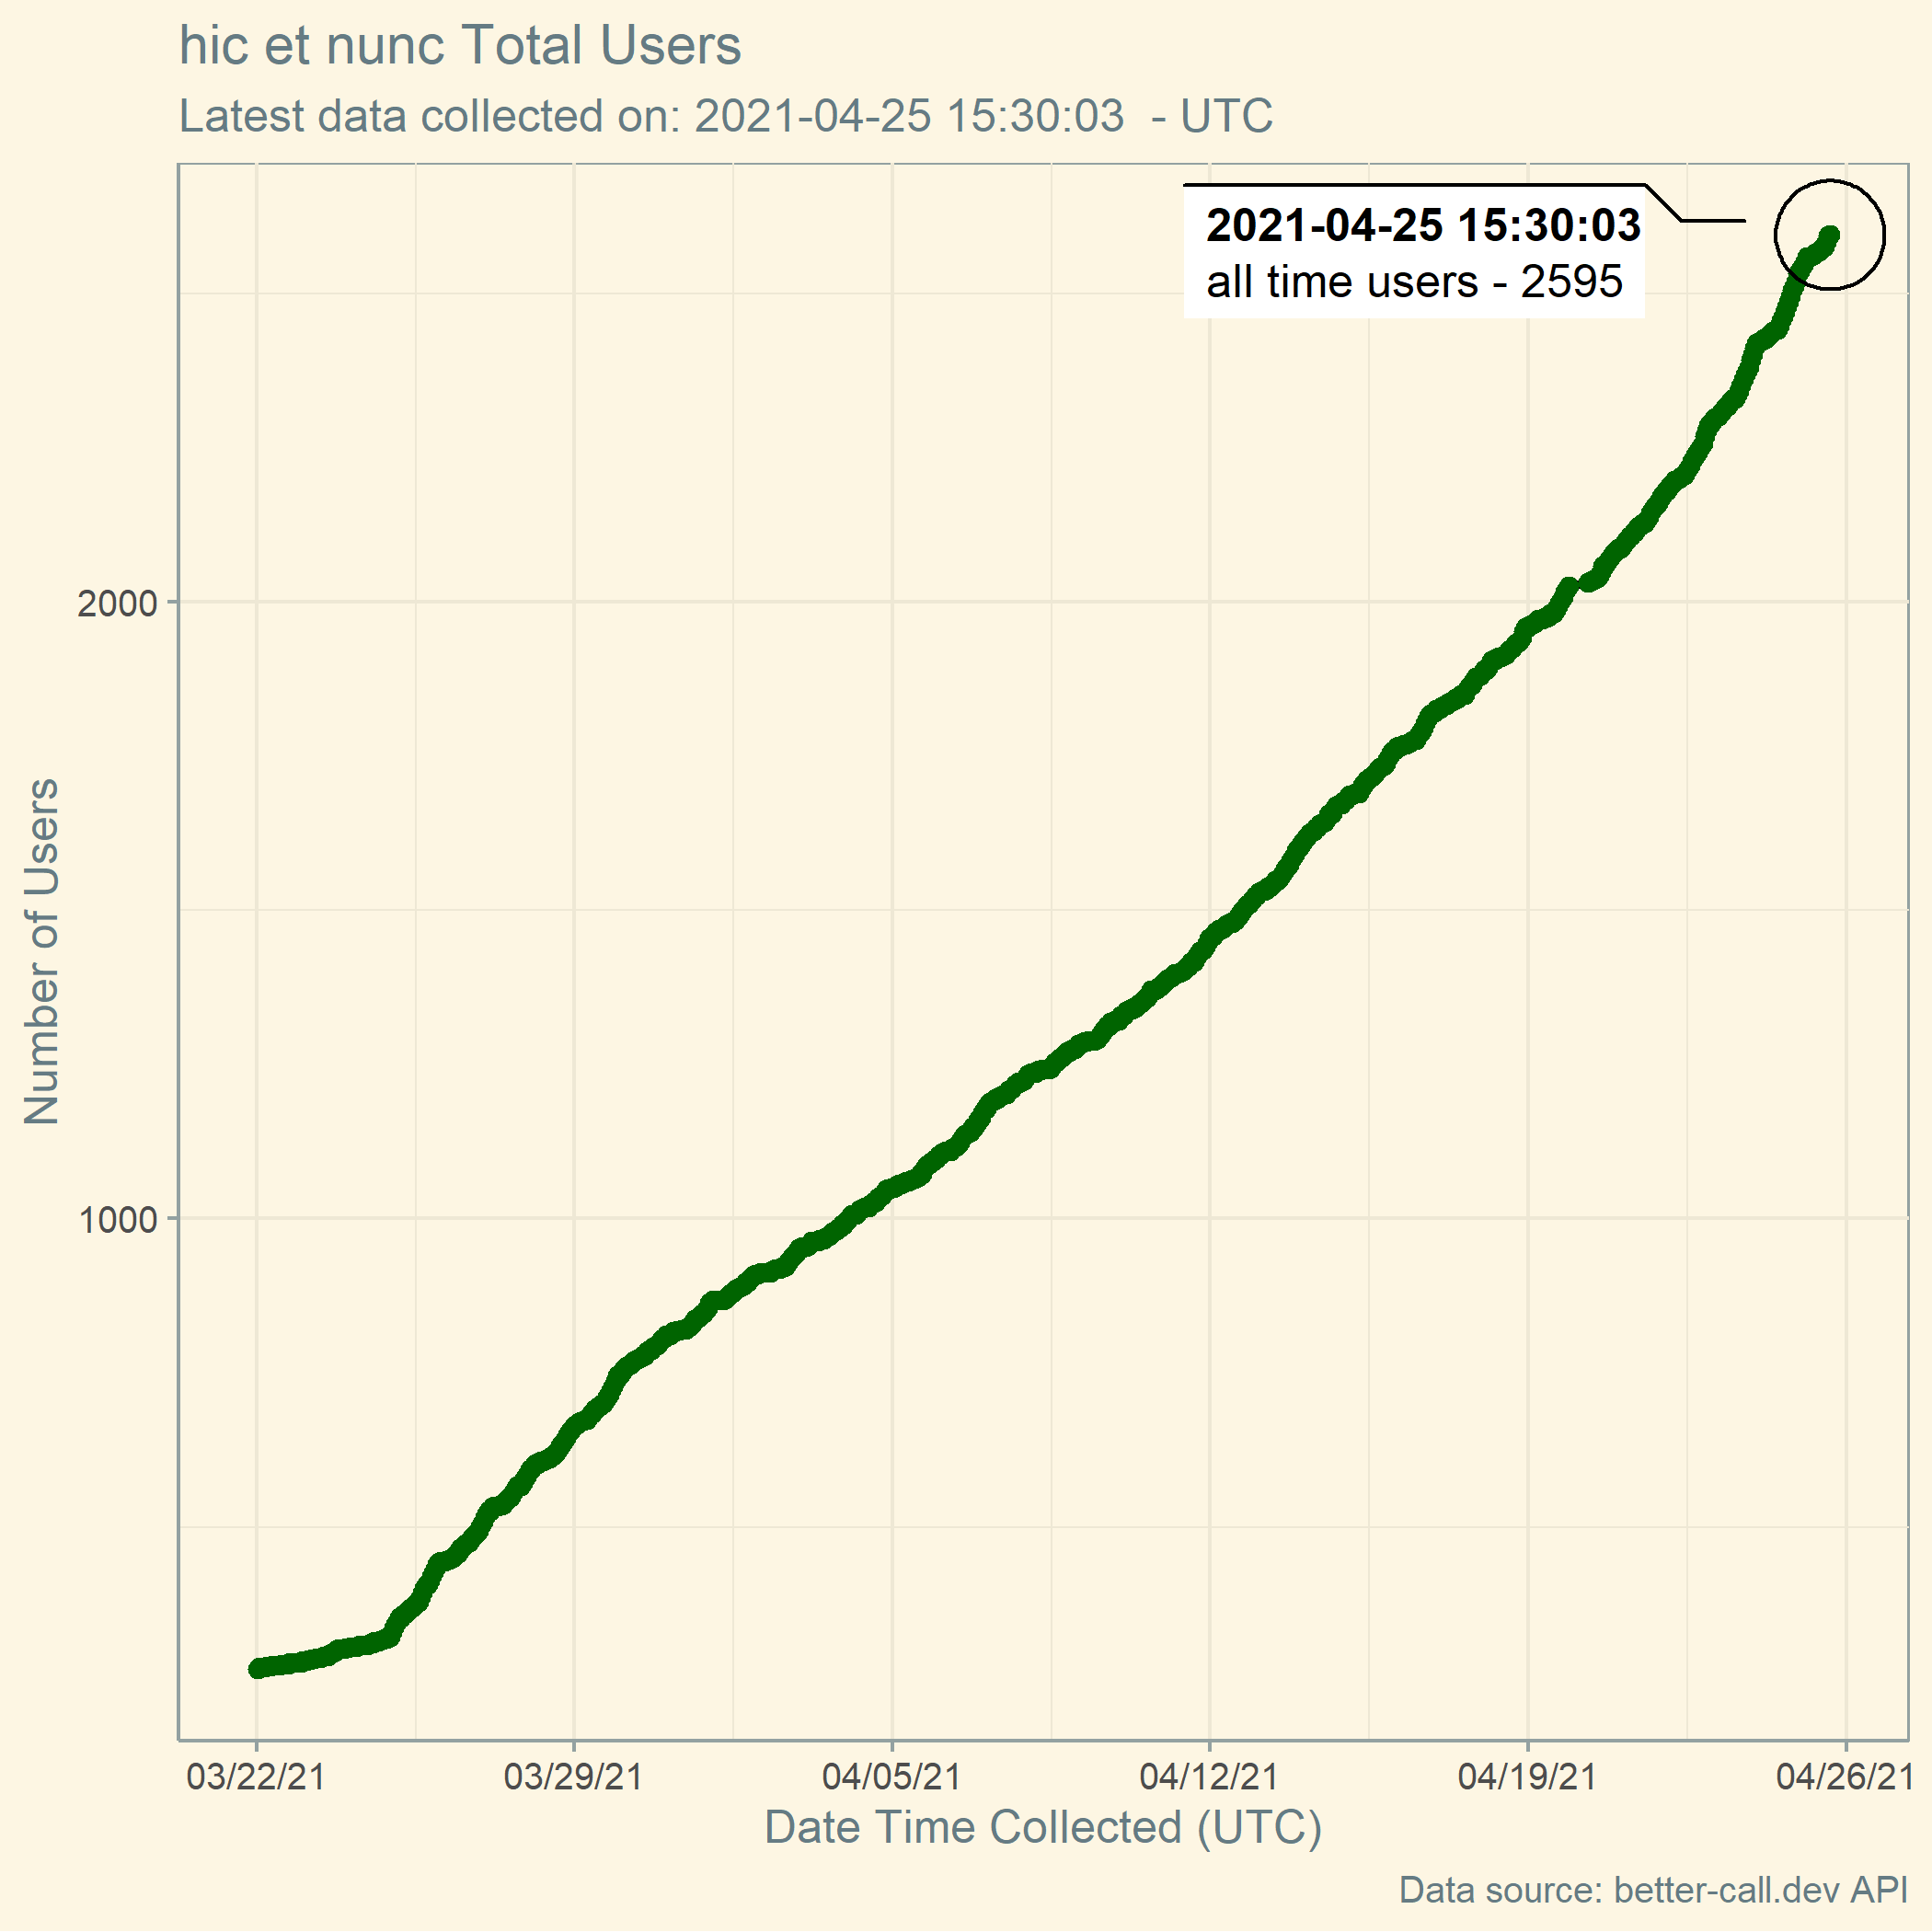 hic et nunc Total Users
Latest data collected on: 2021-04-25 15:30:03  - UTC
2021-04-25 15:30:03
all time users - 2595
Number of Users
2000
1000
03/22/21
03/29/21
04/05/21
04/12/21
04/19/21
04/26/21
Date Time Collected (UTC)
Data source: better-call.dev API